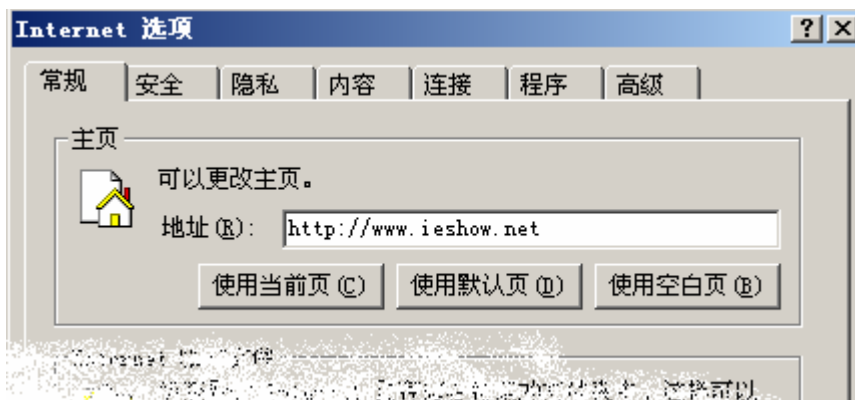 Internet 选项
常规 安全 隐私 内容 连接 程序 高级
主页
可以更改主页。
地址(R): http://www.ieshow.net
使用当前页(C) 使用默认页(D) 使用空白页(B)